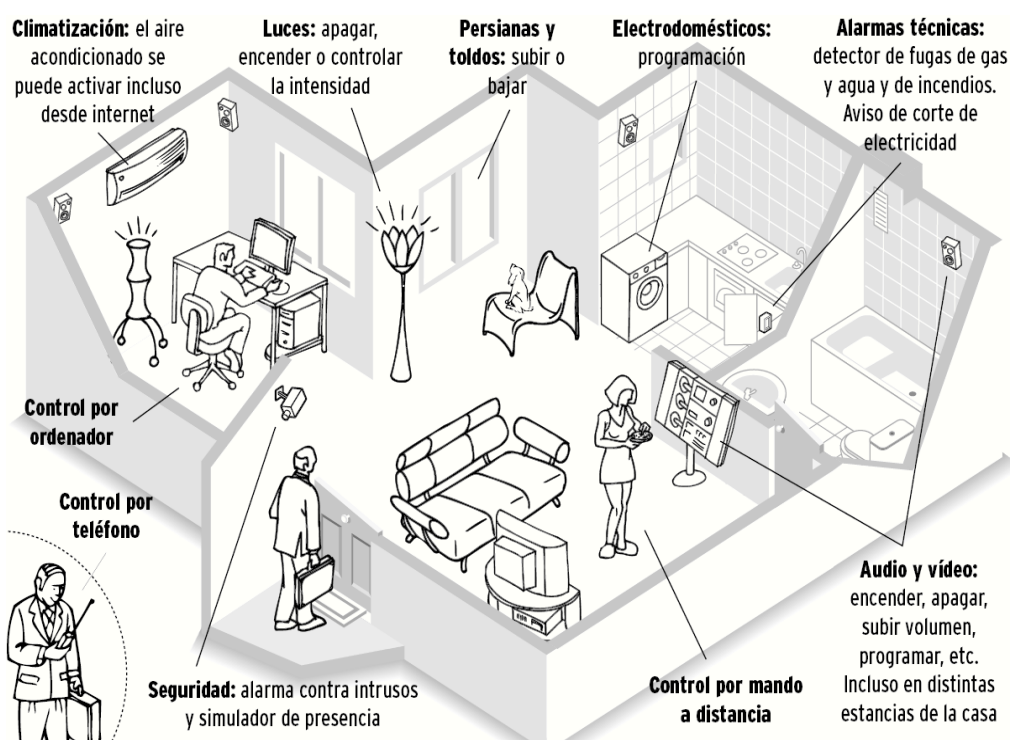 Climatización: el aire
acondicionado se
puede activar incluso
desde internet
Luces: apagar,
encender o controlar
la intensidad
Persianas y
toldos: subir o
bajar
Electrodomésticos:
programación
Alarmas técnicas:
detector de fugas de gas
y agua y de incendios.
Aviso de corte de
electricidad
Control por
ordenador
Control por
teléfono
Seguridad: alarma contra intrusos
y simulador de presencia
Control por mando
a distancia
Audio y vídeo:
encender, apagar,
subir volumen,
programar, etc.
Incluso en distintas
estancias de la casa